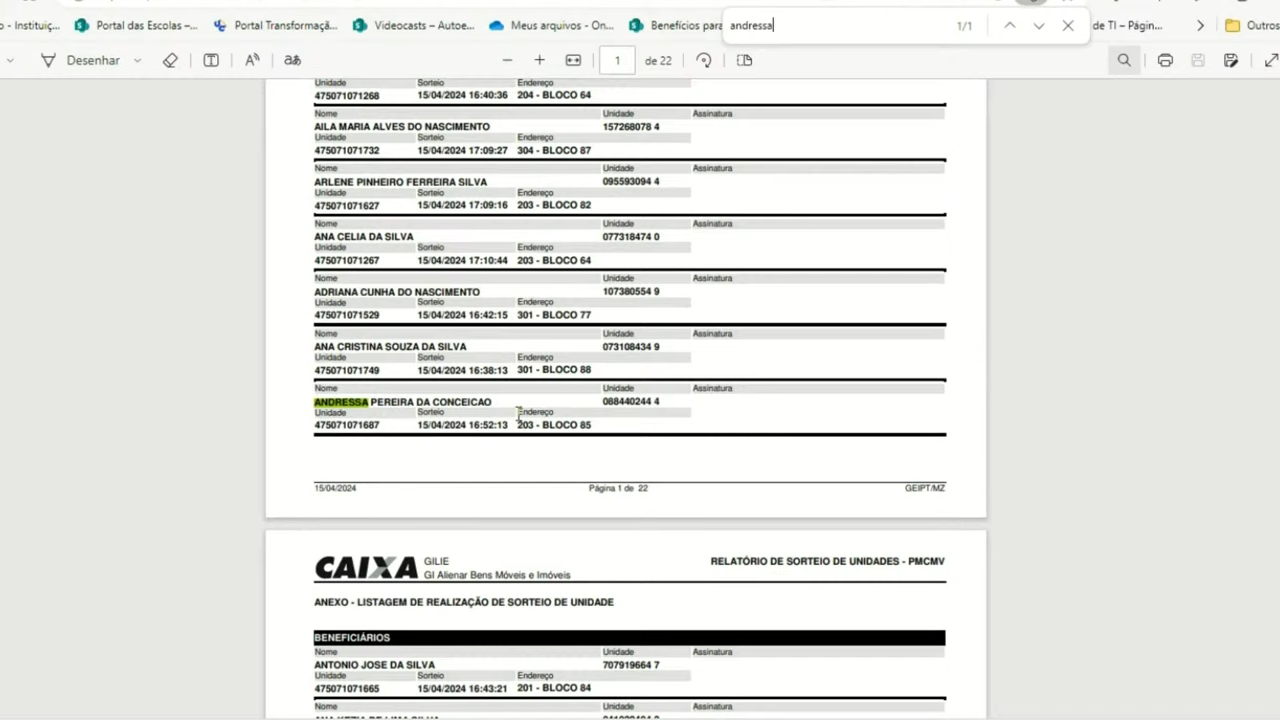 o - Instituiç...
Portal das Escolas –...
Portal Transformaçã...
Videocasts – Autoe...
Meus arquivos - On...
Benefícios para
andressa
1/1
de TI – Págin...
Outros
Desenhar
1
de 22
Unidade Sorteio Endereço
475071071268 15/04/2024 16:40:36 204 - BLOCO 64
Nome Unidade Assinatura
AILA MARIA ALVES DO NASCIMENTO 157268078 4
Unidade Sorteio Endereço
475071071732 15/04/2024 17:09:27 304 - BLOCO 87
Nome Unidade Assinatura
ARLENE PINHEIRO FERREIRA SILVA 095593094 4
Unidade Sorteio Endereço
475071071627 15/04/2024 17:09:16 203 - BLOCO 82
Nome Unidade Assinatura
ANA CELIA DA SILVA 077318474 0
Unidade Sorteio Endereço
475071071267 15/04/2024 17:10:44 203 - BLOCO 64
Nome Unidade Assinatura
ADRIANA CUNHA DO NASCIMENTO 107380554 9
Unidade Sorteio Endereço
475071071529 15/04/2024 16:42:15 301 - BLOCO 77
Nome Unidade Assinatura
ANA CRISTINA SOUZA DA SILVA 073108434 9
Unidade Sorteio Endereço
475071071749 15/04/2024 16:38:13 301 - BLOCO 88
Nome Unidade Assinatura
ANDRESSA PEREIRA DA CONCEICAO 088440244 4
Unidade Sorteio Endereço
475071071687 15/04/2024 16:52:13 203 - BLOCO 85
15/04/2024 Página 1 de 22 GEIPT/MZ
CAIXA GILIE RELATÓRIO DE SORTEIO DE UNIDADES - PMCMV
GI Alienar Bens Móveis e Imóveis
ANEXO - LISTAGEM DE REALIZAÇÃO DE SORTEIO DE UNIDADE
BENEFICIÁRIOS
Nome Unidade Assinatura
ANTONIO JOSE DA SILVA 707919664 7
Unidade Sorteio Endereço
475071071665 15/04/2024 16:43:21 201 - BLOCO 84
Nome Unidade Assinatura